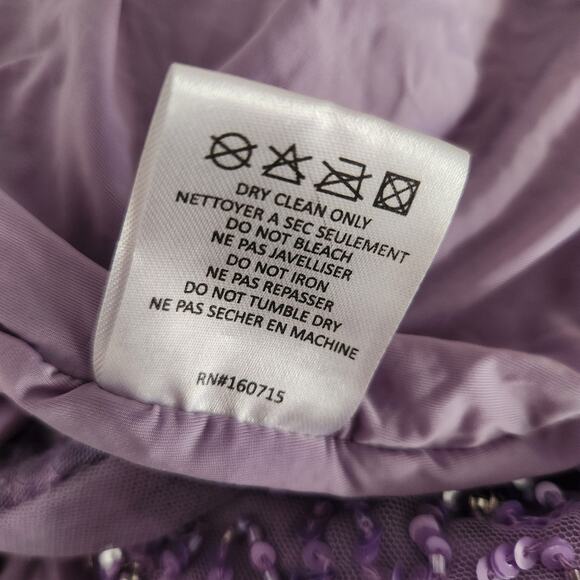 DRY CLEAN ONLY
NETTOYER A SEC SEULEMENT
DO NOT BLEACH
NE PAS JAVELLISER
DO NOT IRON
NE PAS REPASSER
DO NOT TUMBLE DRY
NE PAS SECHER EN MACHINE
RN#160715